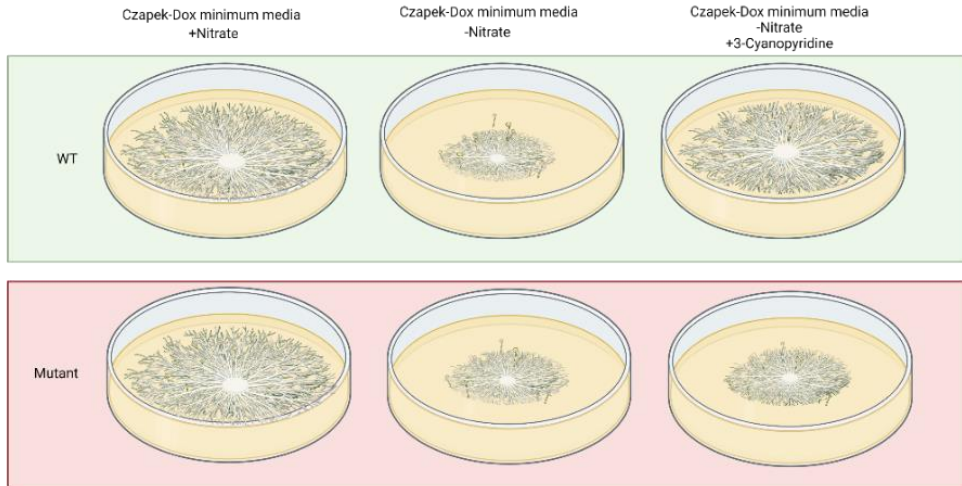 Czapek-Dox minimum media
+Nitrate
Czapek-Dox minimum media
-Nitrate
Czapek-Dox minimum media
-Nitrate
+3-Cyanopyridine
WT
Mutant